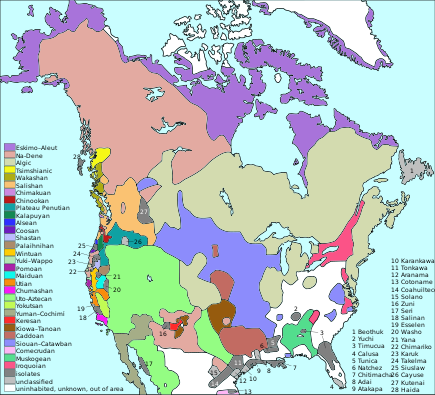 Eskimo–Aleut
Na-Dene
Algic
Tsimshianic
Wakashan
Salishan
Chimakuan
Chinookan
Plateau Penutian
Kalapuyan
Alsean
Coosan
Shastan
Palaihnihan
Wintuan
Yuki–Wappo
Pomoan
Maiduan
Utian
Chumashan
Uto-Aztecan
Yokutsan
Yuman–Cochimi
Keresan
Kiowa–Tanoan
Caddoan
Siouan–Catawban
Comecrudan
Muskogean
Iroquoian
isolates
unclassified
uninhabited, unknown, out of area
1 Beothuk
2 Yuchi
3 Timucua
4 Calusa
5 Tunica
6 Natchez
7 Chitimacha
8 Adai
9 Atakapa
10 Karankawa
11 Tonkawa
12 Aranama
13 Cotoname
14 Coahuilteco
15 Solano
16 Zuni
17 Seri
18 Salinan
19 Esselen
20 Washo
21 Yana
22 Chimariko
23 Karuk
24 Takelma
25 Siuslaw
26 Cayuse
27 Kutenai
28 Haida
28
27
26
25
24
23
22
21
20
19
18
17
16
15
14
13
12
10
9
8
7
6
5
4
3
1